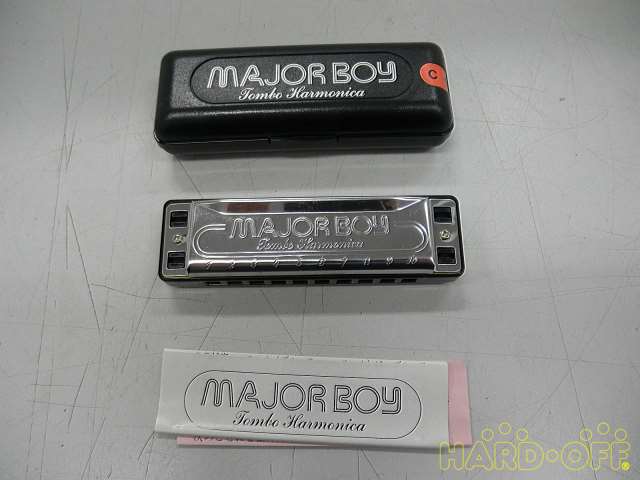 MAJOR BOY
Tombo Harmonica
C
MAJOR BOY
Tombo Harmonica
1 2 3 4 5 6 7 8 9 10
MAJOR BOY
Tombo Harmonica
HARD-OFF